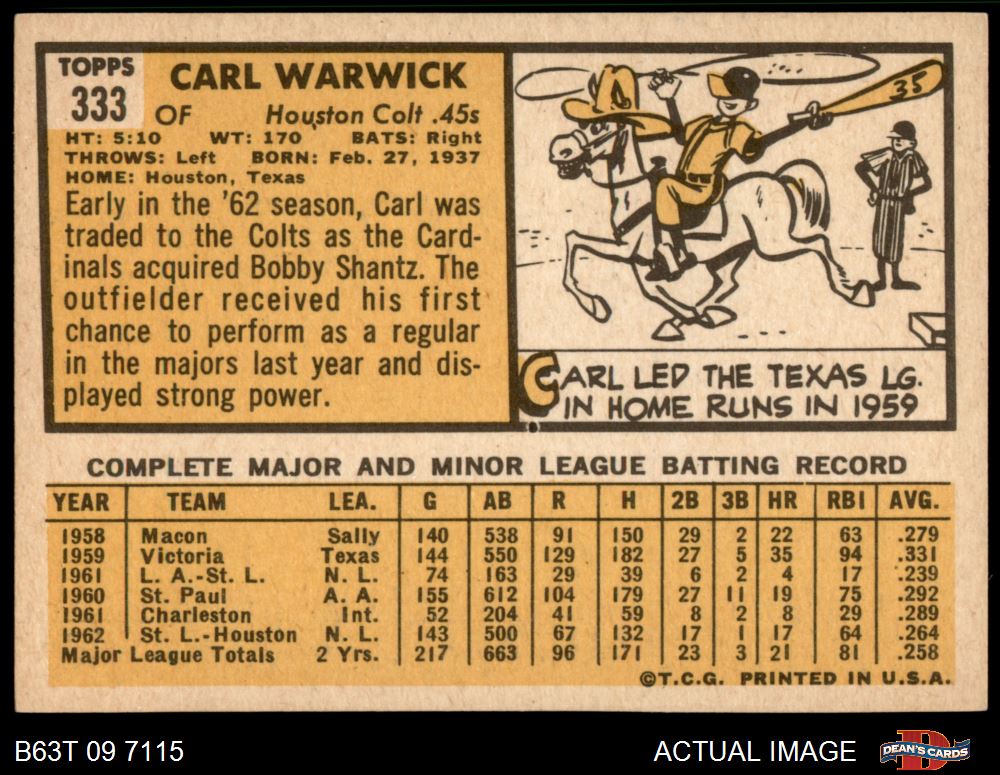 TOPPS
333
CARL WARWICK
OF Houston Colt .45s
HT: 5:10 WT: 170 BATS: Right
THROWS: Left BORN: Feb. 27, 1937
HOME: Houston, Texas
Early in the '62 season, Carl was
traded to the Colts as the Card-
inals acquired Bobby Shantz. The
outfielder received his first
chance to perform as a regular
in the majors last year and dis-
played strong power.
35
CARL LED THE TEXAS LG.
IN HOME RUNS IN 1959
COMPLETE MAJOR AND MINOR LEAGUE BATTING RECORD
YEAR TEAM LEA. G AB R H 2B 3B HR RBI AVG.
1958 Macon Sally 140 538 91 150 29 2 22 63 .279
1959 Victoria Texas 144 550 129 182 27 5 35 94 .331
1961 L. A.-St. L. N. L. 74 163 29 39 6 2 4 17 .239
1960 St. Paul A. A. 155 612 104 179 27 11 19 75 .292
1961 Charleston Int. 52 204 41 59 8 2 8 29 .289
1962 St. L.-Houston N. L. 143 500 67 132 17 1 17 64 .264
Major League Totals 2 Yrs. 217 663 96 171 23 3 21 81 .258
©T.C.G. PRINTED IN U.S.A.
B63T 09 7115 ACTUAL IMAGE DEAN'S CARDS